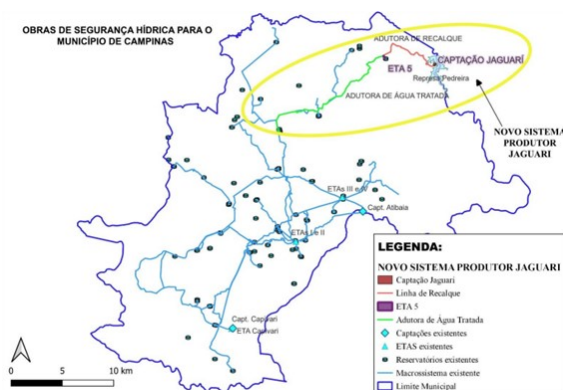 OBRAS DE SEGURANÇA HÍDRICA PARA O
MUNICÍPIO DE CAMPINAS
ADUTORA DE RECALQUE
ETA 5
CAPTAÇÃO JAGUARÍ
Represa Pedreira
ADUTORA DE ÁGUA TRATADA
NOVO SISTEMA
PRODUTOR
JAGUARI
ETAs III e IV
Capt. Atibaia
ETAs I e II
Capt. Capivari
ETA Capivari
0 5 10 km
LEGENDA:
NOVO SISTEMA PRODUTOR JAGUARI
Captação Jaguari
Linha de Recalque
ETA 5
Adutora de Água Tratada
Captações existentes
ETAS existentes
Reservatórios existentes
Macrossistema existente
Limite Municipal